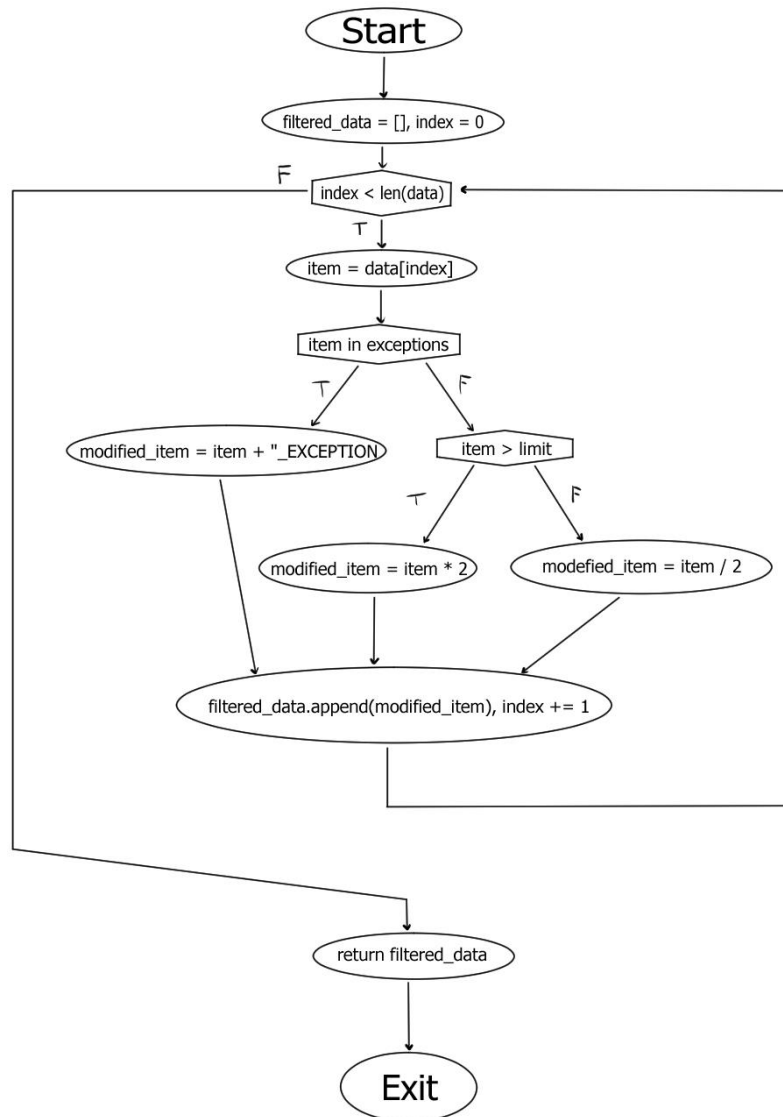 Start
filtered_data = [], index = 0
F
index < len(data)
T
item = data[index]
item in exceptions
T
F
modified_item = item + "_EXCEPTION
item > limit
T
F
modified_item = item * 2
modefied_item = item / 2
filtered_data.append(modified_item), index += 1
return filtered_data
Exit